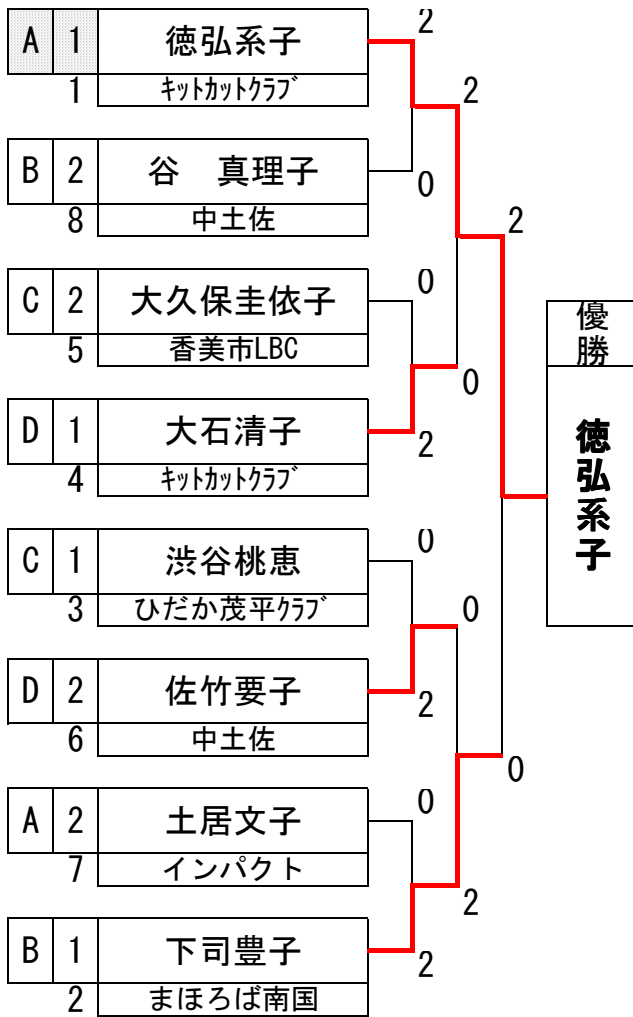 A 1 徳弘系子
1 ｷｯﾄｶｯﾄｸﾗﾌﾞ
2
2
B 2 谷　真理子
8 中土佐
0
2
C 2 大久保圭依子
5 香美市LBC
0
0
D 1 大石清子
4 ｷｯﾄｶｯﾄｸﾗﾌﾞ
2
優勝
徳弘系子
C 1 渋谷桃恵
3 ひだか茂平ｸﾗﾌﾞ
0
0
D 2 佐竹要子
6 中土佐
2
0
A 2 土居文子
7 インパクト
0
2
B 1 下司豊子
2 まほろば南国
2